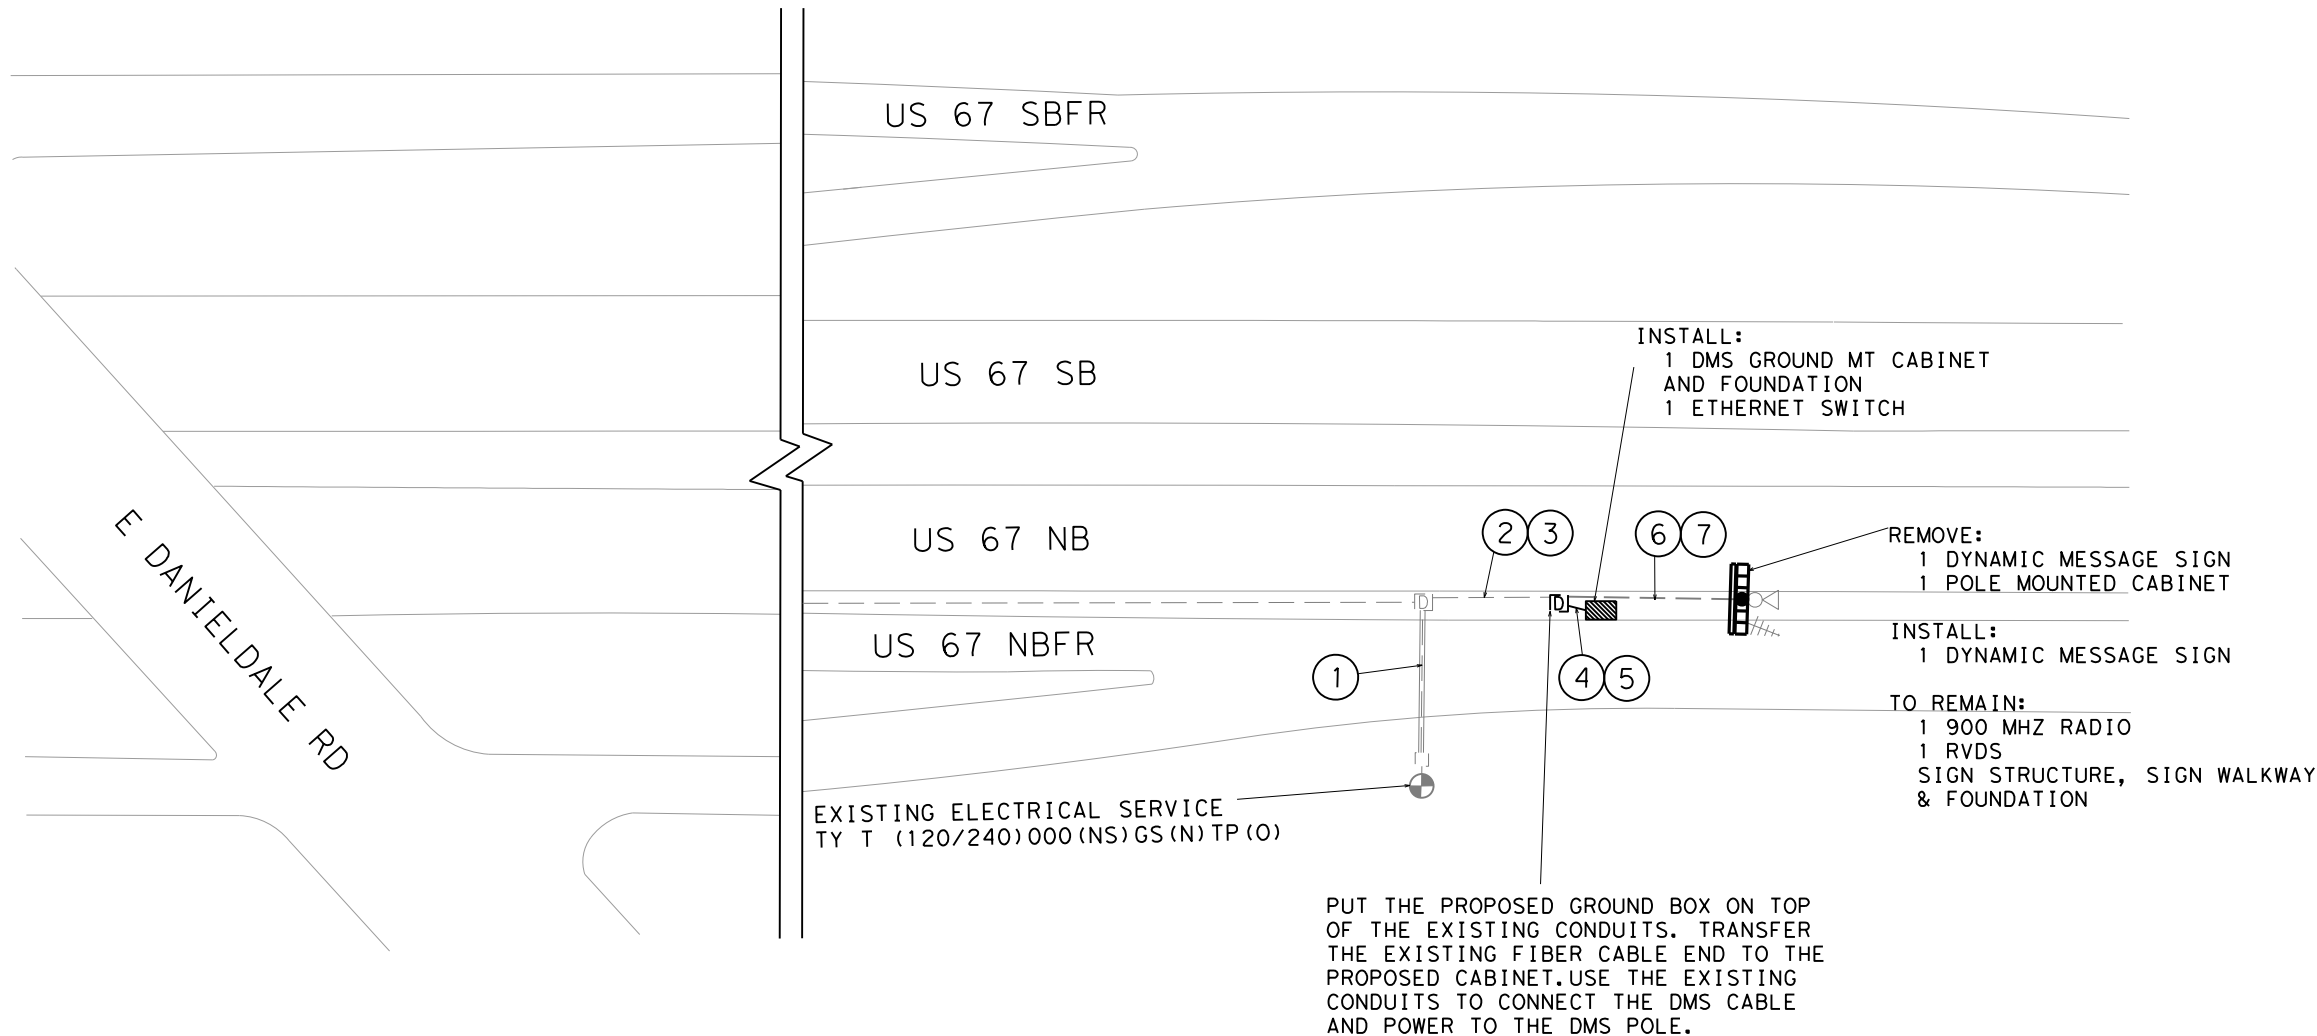 US 67 SBFR
INSTALL:
1 DMS GROUND MT CABINET
AND FOUNDATION
1 ETHERNET SWITCH
US 67 SB
E DANIELDALE RD
US 67 NB
2 3
6 7
REMOVE:
1 DYNAMIC MESSAGE SIGN
1 POLE MOUNTED CABINET
D
D
US 67 NBFR
INSTALL:
1 DYNAMIC MESSAGE SIGN
1
4 5
TO REMAIN:
1 900 MHZ RADIO
1 RVDS
SIGN STRUCTURE, SIGN WALKWAY
& FOUNDATION
EXISTING ELECTRICAL SERVICE
TY T (120/240)000(NS)GS(N)TP(O)
PUT THE PROPOSED GROUND BOX ON TOP
OF THE EXISTING CONDUITS. TRANSFER
THE EXISTING FIBER CABLE END TO THE
PROPOSED CABINET.USE THE EXISTING
CONDUITS TO CONNECT THE DMS CABLE
AND POWER TO THE DMS POLE.